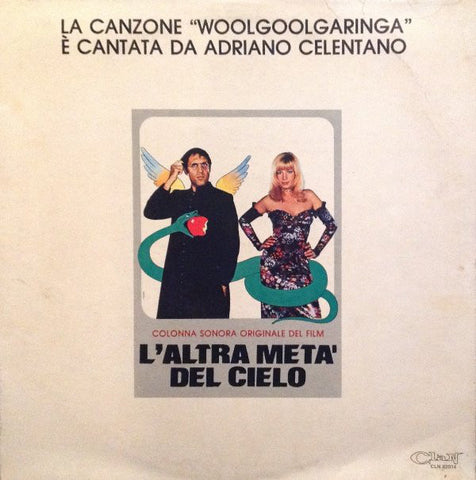 LA CANZONE "WOOLGOOLGARINGA"
È CANTATA DA ADRIANO CELENTANO
COLONNA SONORA ORIGINALE DEL FILM
L'ALTRA META'
DEL CIELO
Clan